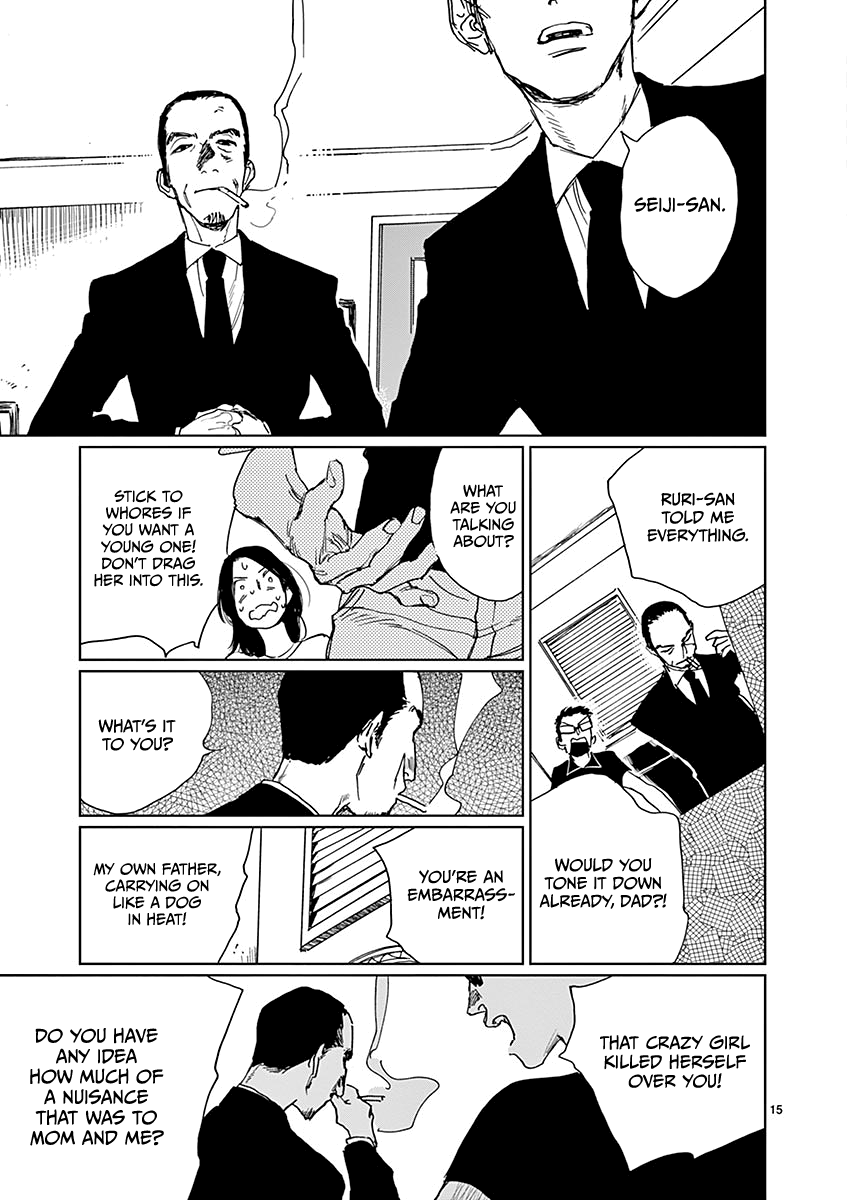 SEIJI-SAN.
RURI-SAN
TOLD ME
EVERYTHING.
WOULD YOU
TONE IT DOWN
ALREADY, DAD?!
WHAT
ARE YOU
TALKING
ABOUT?
STICK TO
WHORES IF
YOU WANT A
YOUNG ONE!
DON'T DRAG
HER INTO THIS.
WHAT'S IT
TO YOU?
YOU'RE AN
EMBARRASS-
MENT!
MY OWN FATHER,
CARRYING ON
LIKE A DOG
IN HEAT!
THAT CRAZY GIRL
KILLED HERSELF
OVER YOU!
DO YOU HAVE
ANY IDEA
HOW MUCH OF
A NUISANCE
THAT WAS TO
MOM AND ME?
15